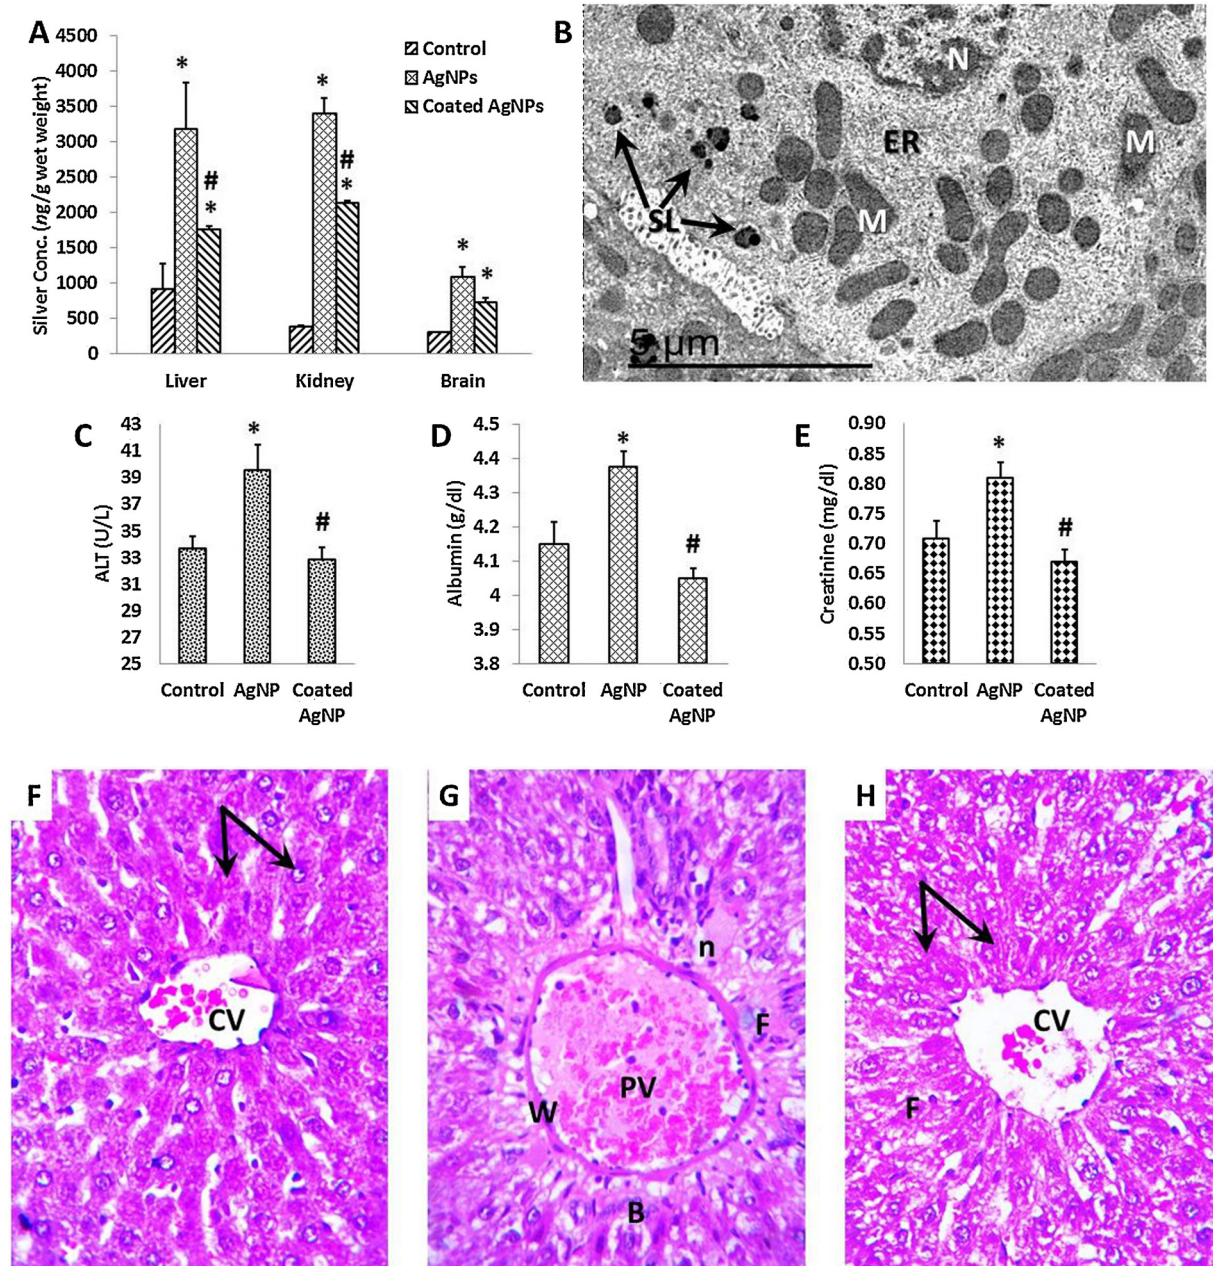 A
4500
4000
3500
3000
2500
2000
1500
1000
500
0
Silver Conc. (ng/g wet weight)
Control
AgNPs
Coated AgNPs
*
*
#
*
#
*
*
*
Liver
Kidney
Brain
B
N
ER
M
M
SL
5 µm
C
43
41
39
37
35
33
31
29
27
25
ALT (U/L)
*
#
Control AgNP Coated
AgNP
D
4.5
4.4
4.3
4.2
4.1
4
3.9
3.8
Albumin (g/dl)
*
#
Control AgNP Coated
AgNP
E
0.90
0.85
0.80
0.75
0.70
0.65
0.60
0.55
0.50
Creatinine (mg/dl)
*
#
Control AgNP Coated
AgNP
F
CV
G
n
F
PV
W
B
H
CV
F